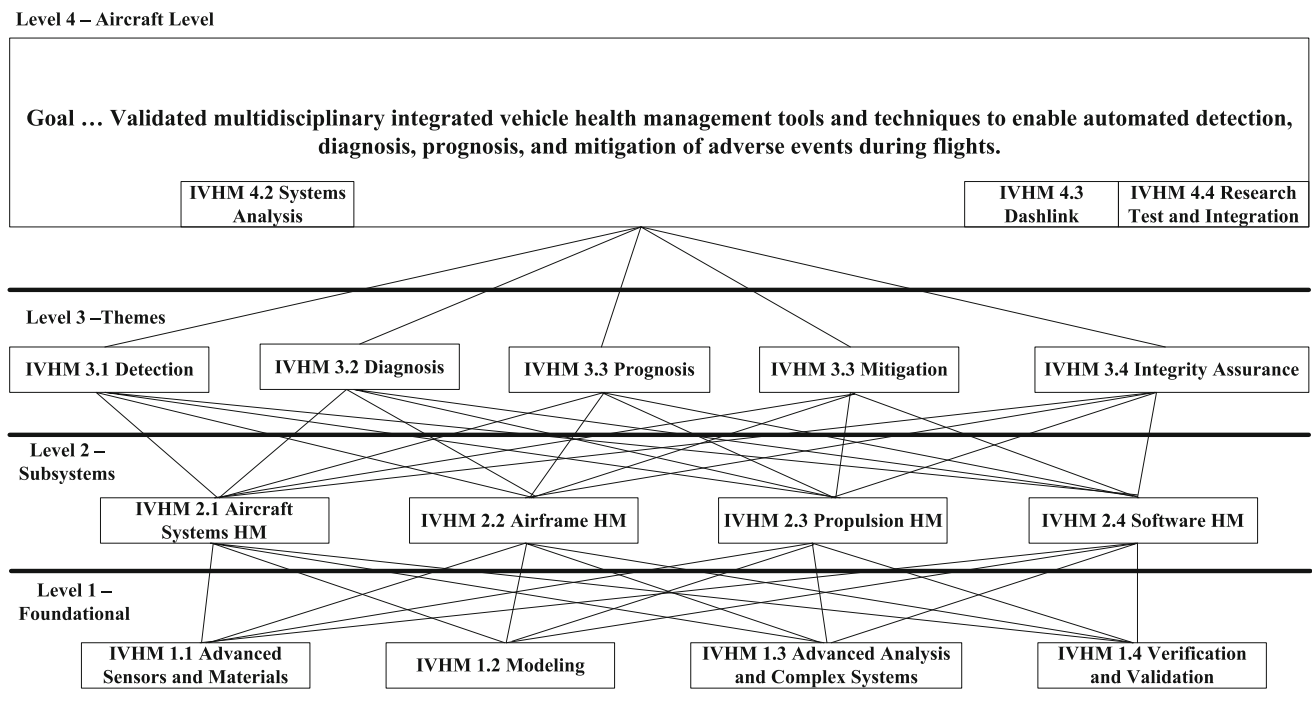 Level 4 – Aircraft Level
Goal … Validated multidisciplinary integrated vehicle health management tools and techniques to enable automated detection,
diagnosis, prognosis, and mitigation of adverse events during flights.
IVHM 4.2 Systems
Analysis
IVHM 4.3
Dashlink
IVHM 4.4 Research
Test and Integration
Level 3 –Themes
IVHM 3.1 Detection
IVHM 3.2 Diagnosis
IVHM 3.3 Prognosis
IVHM 3.3 Mitigation
IVHM 3.4 Integrity Assurance
Level 2 –
Subsystems
IVHM 2.1 Aircraft
Systems HM
IVHM 2.2 Airframe HM
IVHM 2.3 Propulsion HM
IVHM 2.4 Software HM
Level 1 –
Foundational
IVHM 1.1 Advanced
Sensors and Materials
IVHM 1.2 Modeling
IVHM 1.3 Advanced Analysis
and Complex Systems
IVHM 1.4 Verification
and Validation